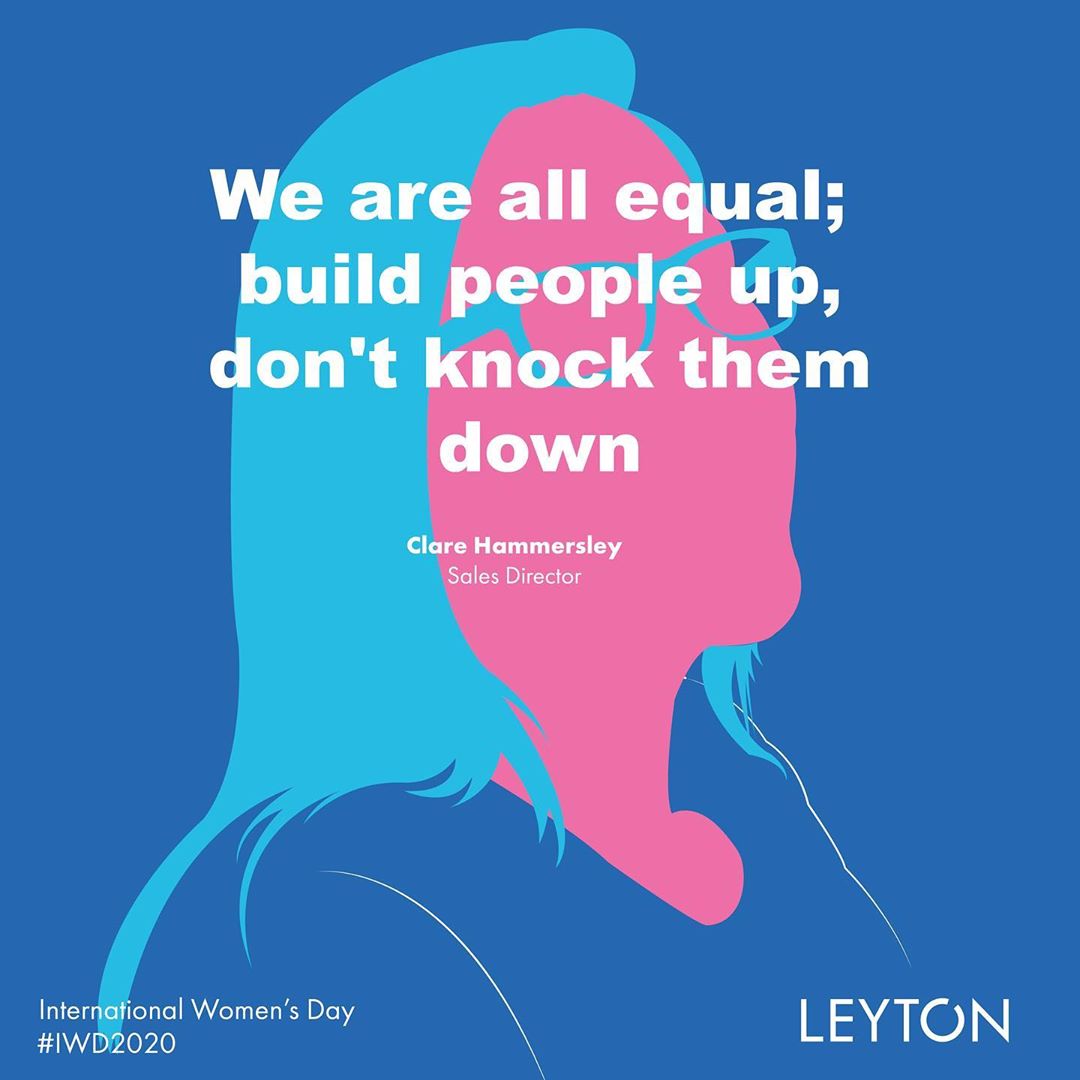 We are all equal;
build people up,
don't knock them
down
Clare Hammersley
Sales Director
International Women’s Day
#IWD2020
LEYTON